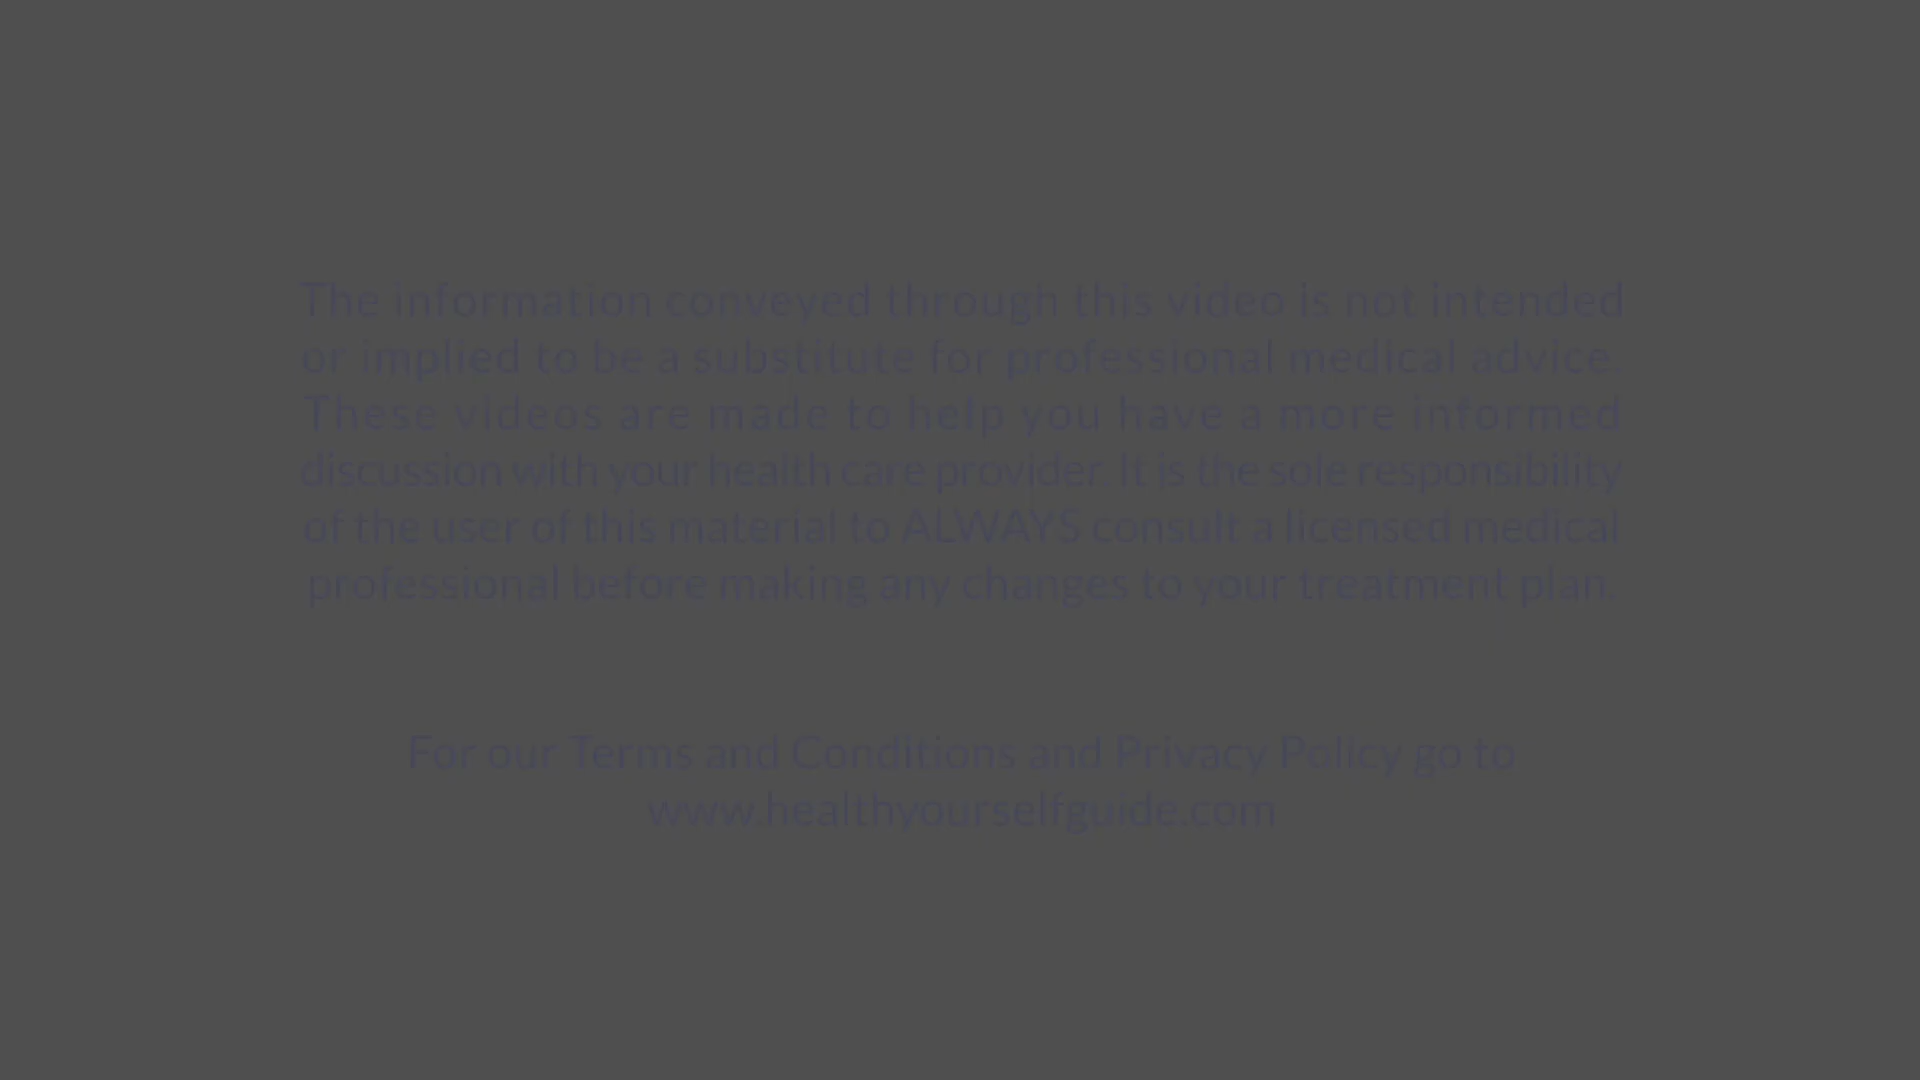 The information conveyed through this video is not intended
or implied to be a substitute for professional medical advice.
These videos are made to help you have a more informed
discussion with your health care provider. It is the sole responsibility
of the user of this material to ALWAYS consult a licensed medical
professional before making any changes to your treatment plan.
For our Terms and Conditions and Privacy Policy go to
www.healthyourselfguide.com